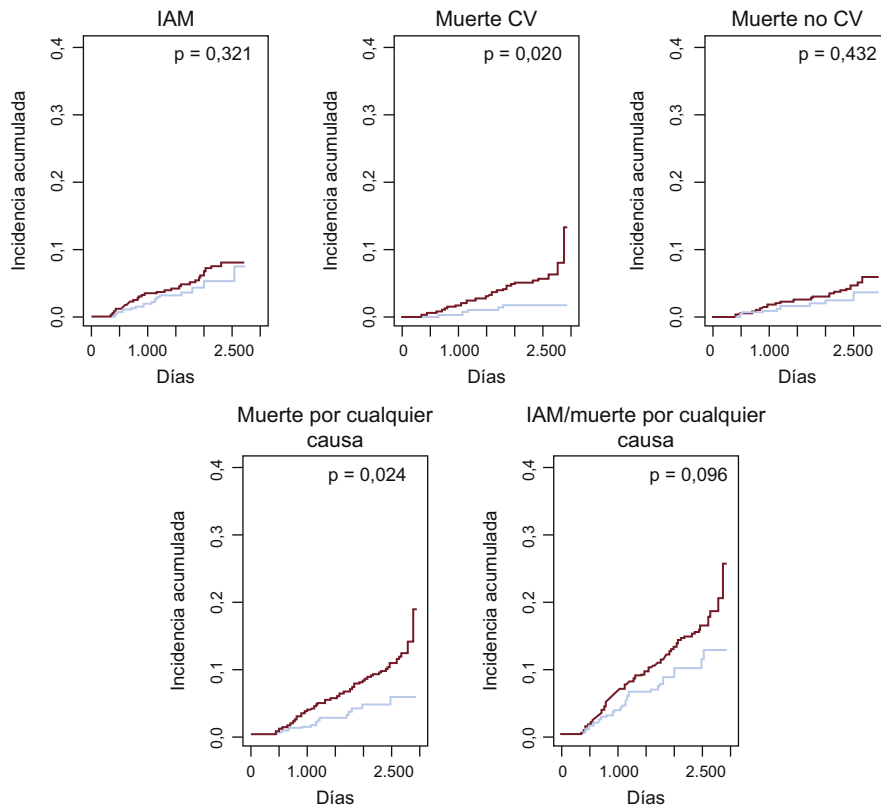 IAM
p = 0,321
Incidencia acumulada
0,4
0,3
0,2
0,1
0,0
0
1.000
2.500
Días
Muerte CV
p = 0,020
Incidencia acumulada
0,4
0,3
0,2
0,1
0,0
0
1.000
2.500
Días
Muerte no CV
p = 0,432
Incidencia acumulada
0,4
0,3
0,2
0,1
0,0
0
1.000
2.500
Días
Muerte por cualquier
causa
p = 0,024
Incidencia acumulada
0,4
0,3
0,2
0,1
0,0
0
1.000
2.500
Días
IAM/muerte por cualquier
causa
p = 0,096
Incidencia acumulada
0,4
0,3
0,2
0,1
0,0
0
1.000
2.500
Días